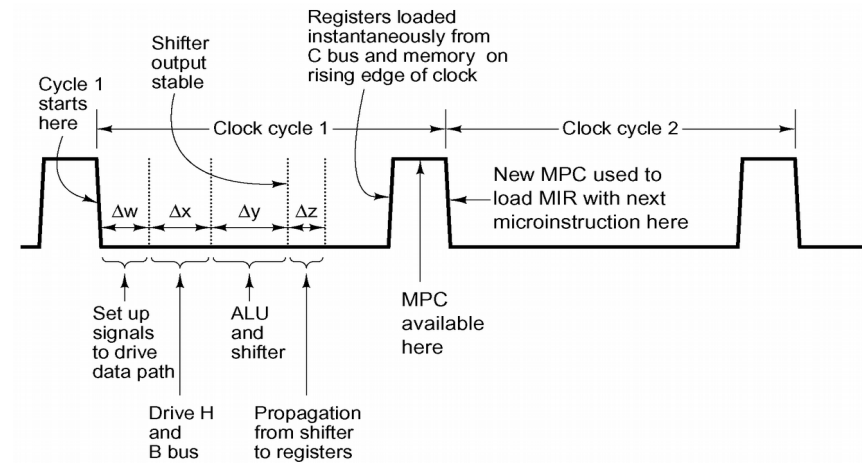 Registers loaded
instantaneously from
C bus and memory on
rising edge of clock
Shifter
output
stable
Cycle 1
starts
here
Clock cycle 1
Clock cycle 2
New MPC used to
load MIR with next
microinstruction here
Δw
Δx
Δy
Δz
Set up
signals
to drive
data path
ALU
and
shifter
MPC
available
here
Drive H
and
B bus
Propagation
from shifter
to registers